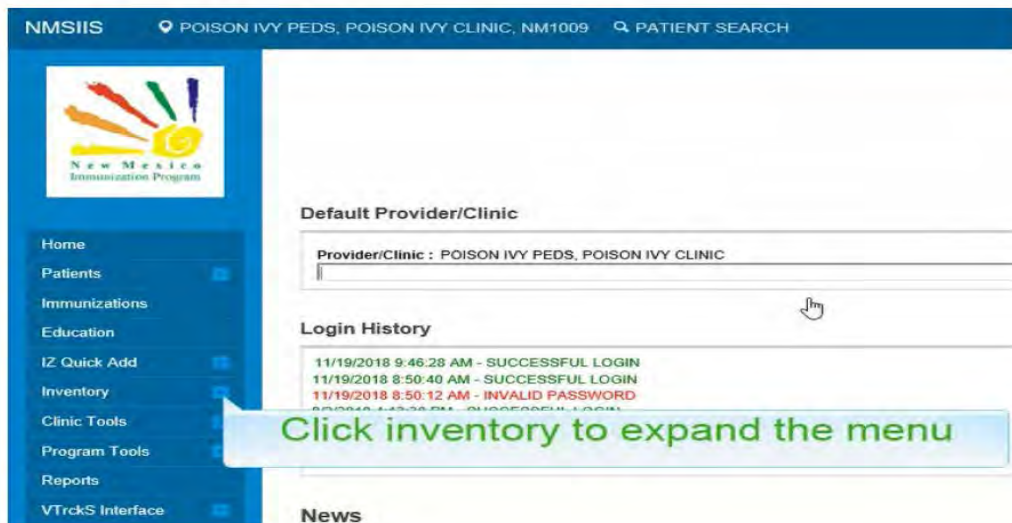 NMSIIS POISON IVY PEDS, POISON IVY CLINIC, NM1009 PATIENT SEARCH
New Mexico
Immunization Program
Home
Patients
Immunizations
Education
IZ Quick Add
Inventory
Clinic Tools
Program Tools
Reports
VTrckS Interface
Default Provider/Clinic
Provider/Clinic : POISON IVY PEDS, POISON IVY CLINIC
Login History
11/19/2018 9:46:28 AM - SUCCESSFUL LOGIN
11/19/2018 8:50:40 AM - SUCCESSFUL LOGIN
11/19/2018 8:50:12 AM - INVALID PASSWORD
Click inventory to expand the menu
News